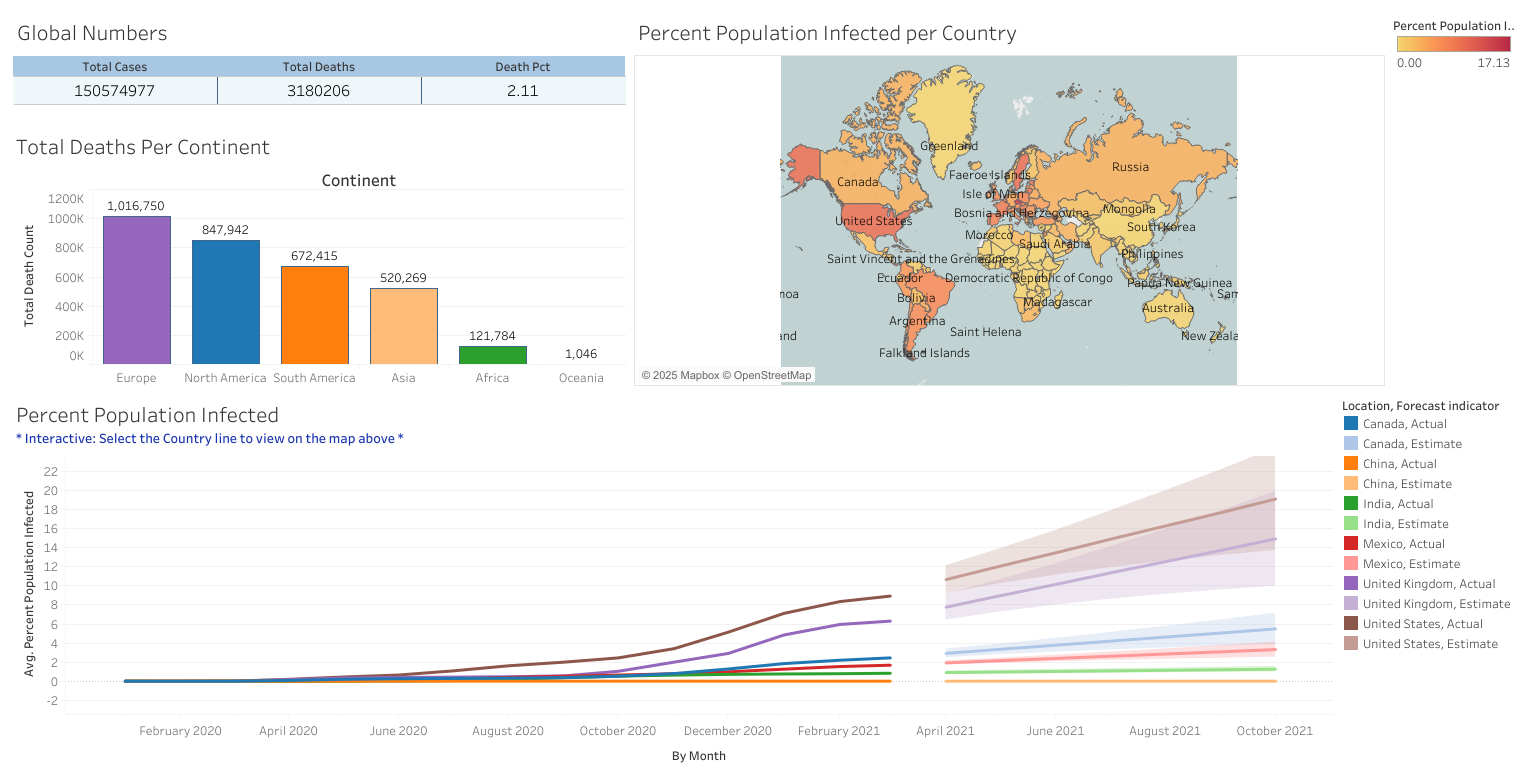 Global Numbers
Total Cases Total Deaths Death Pct
150574977 3180206 2.11
Total Deaths Per Continent
Continent
Total Death Count
1200K
1000K
800K
600K
400K
200K
0K
1,016,750
847,942
672,415
520,269
121,784
1,046
Europe North America South America Asia Africa Oceania
Percent Population Infected per Country
Greenland
Faeroe Islands
Russia
Canada
Isle of Man
Mongolia
Bosnia and Herzegovina
United States
South Korea
Morocco
Saudi Arabia
Philippines
Saint Vincent and the Grenedines
Ecuador
Democratic Republic of Congo
Papua New Guinea
noa
Bolivia
Madagascar
Sam
Australia
Argentina
Saint Helena
and
New Zeala
Falkland Islands
© 2025 Mapbox © OpenStreetMap
Percent Population I..
0.00 17.13
Percent Population Infected
* Interactive: Select the Country line to view on the map above *
Avg. Percent Population Infected
22
20
18
16
14
12
10
8
6
4
2
0
-2
February 2020 April 2020 June 2020 August 2020 October 2020 December 2020 February 2021 April 2021 June 2021 August 2021 October 2021
By Month
Location, Forecast indicator
Canada, Actual
Canada, Estimate
China, Actual
China, Estimate
India, Actual
India, Estimate
Mexico, Actual
Mexico, Estimate
United Kingdom, Actual
United Kingdom, Estimate
United States, Actual
United States, Estimate